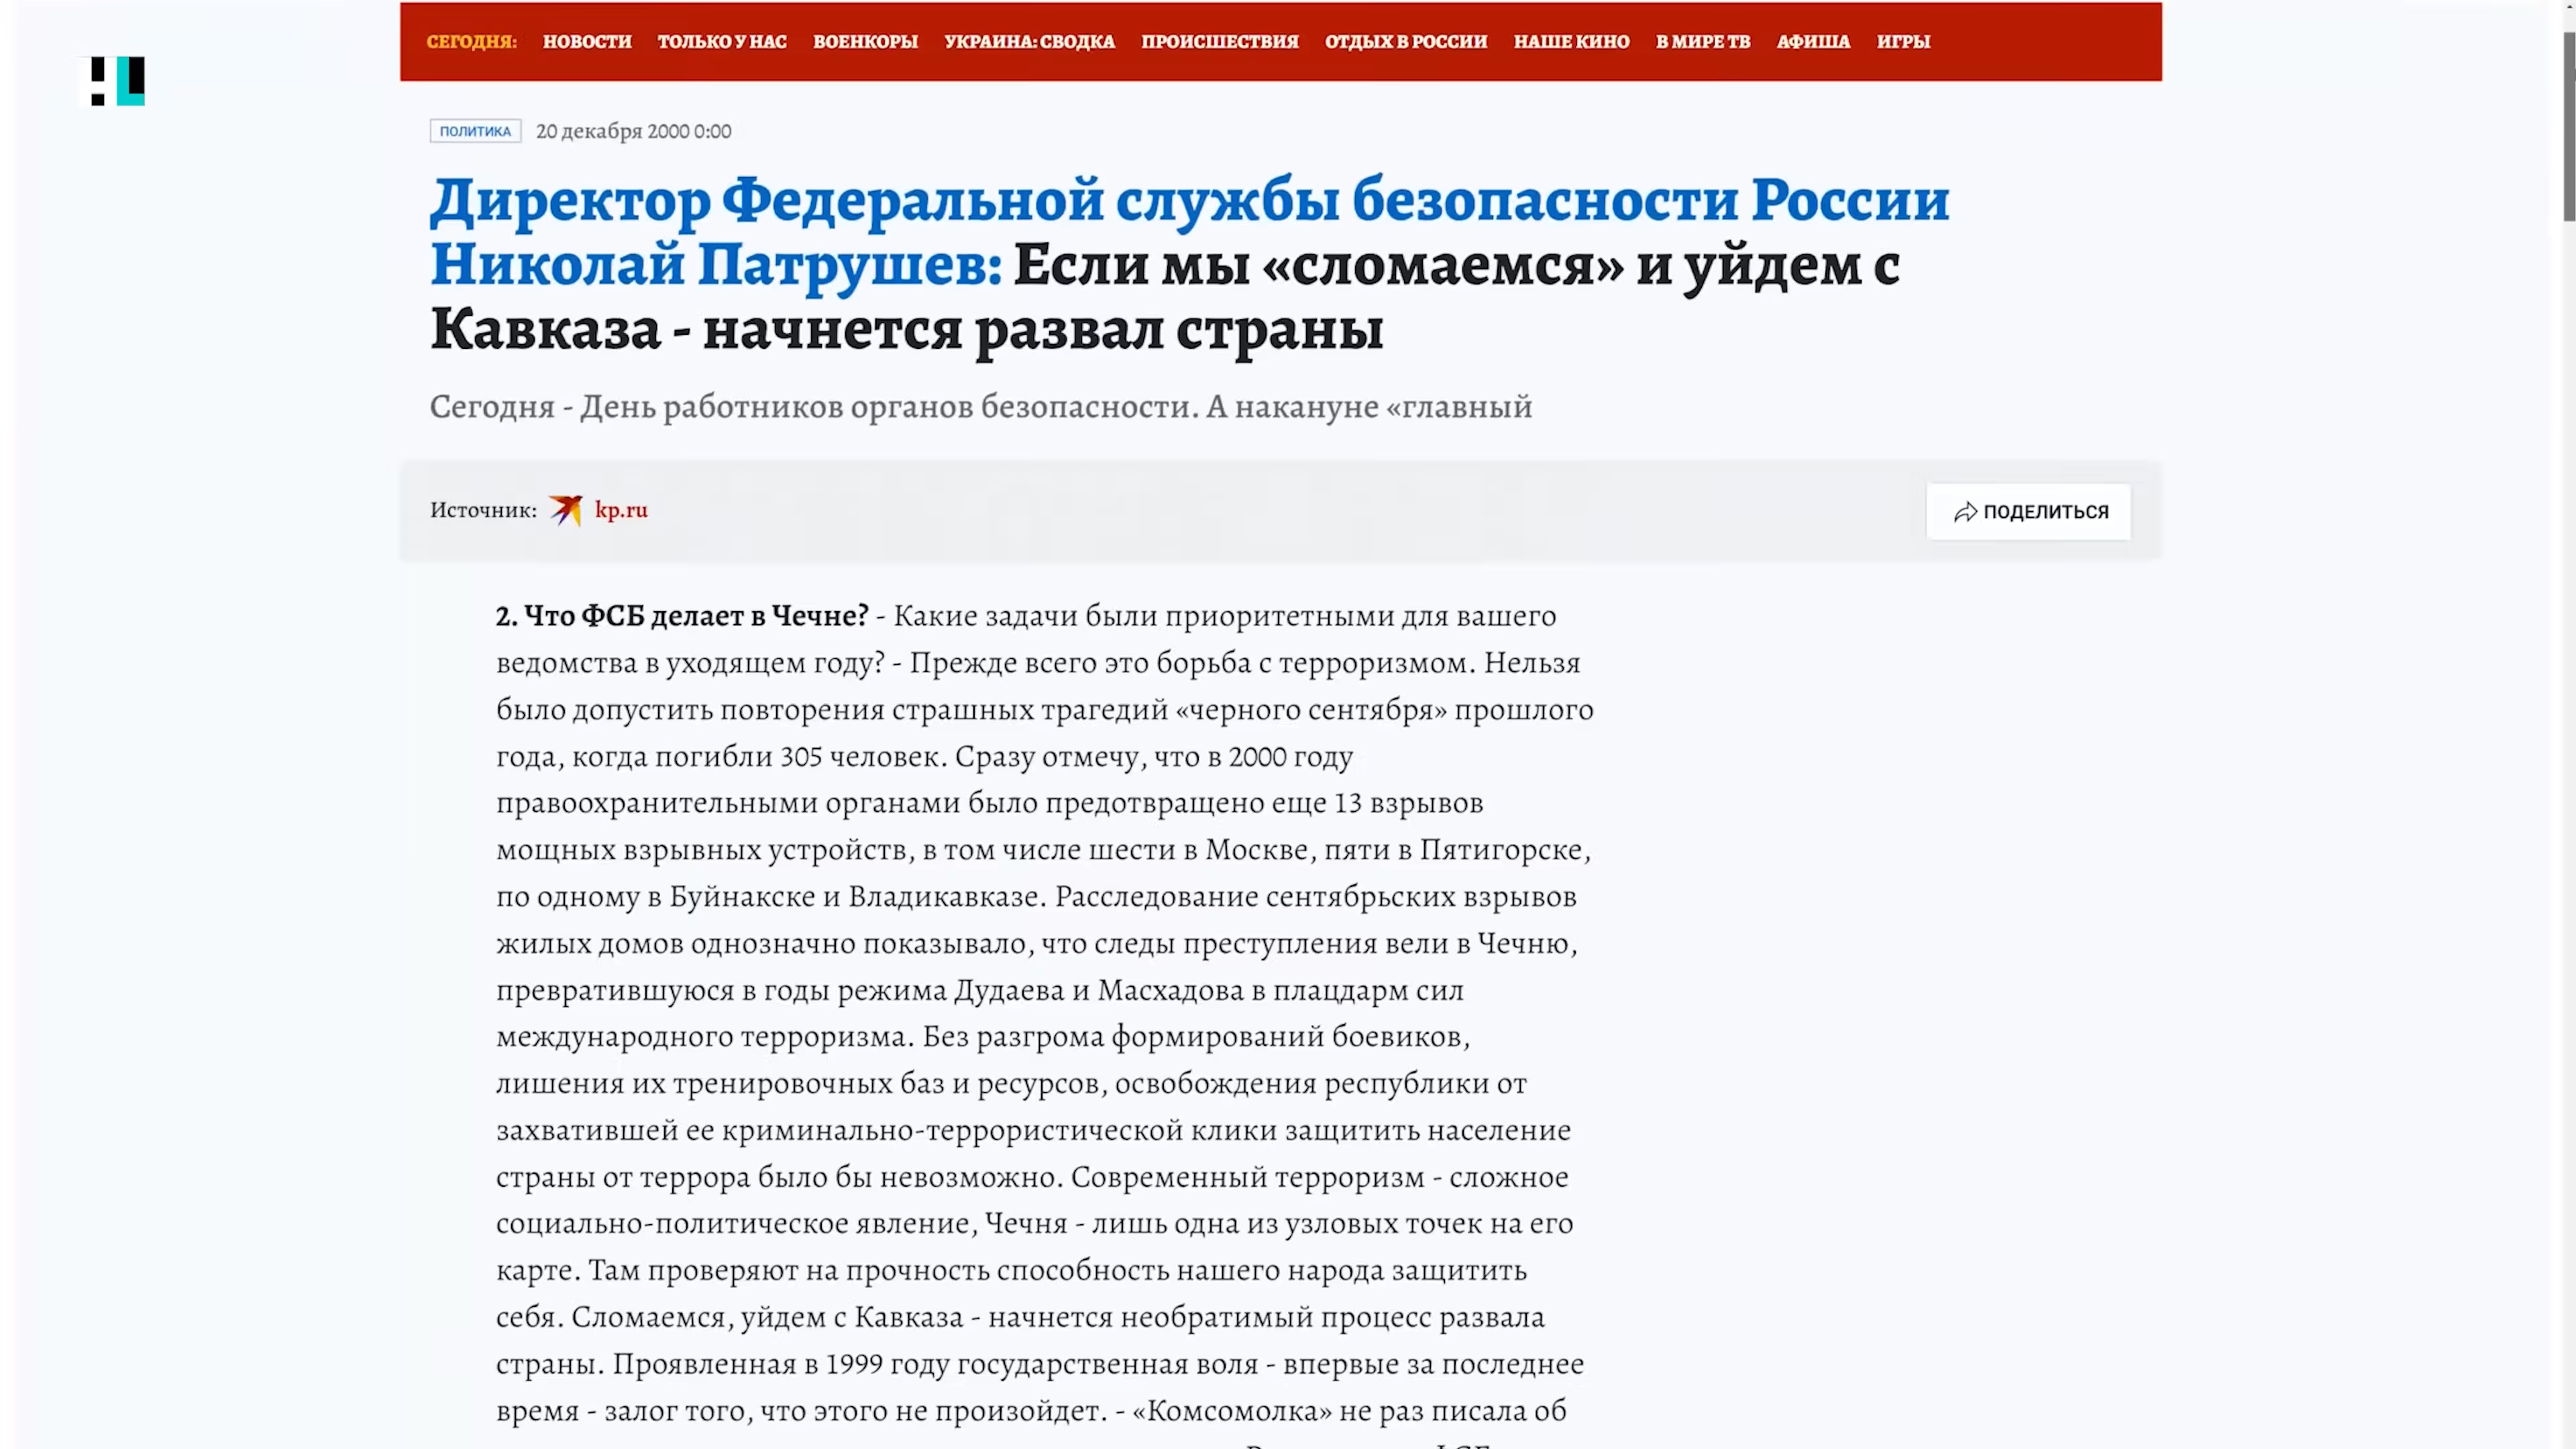 СЕГОДНЯ: НОВОСТИ ТОЛЬКО У НАС ВОЕНКОРЫ УКРАИНА: СВОДКА ПРОИСШЕСТВИЯ ОТДЫХ В РОССИИ НАШЕ КИНО В МИРЕ ТВ АФИША ИГРЫ
ПОЛИТИКА 20 декабря 2000 0:00
Директор Федеральной службы безопасности России
Николай Патрушев: Если мы «сломаемся» и уйдем с
Кавказа - начнется развал страны
Сегодня - День работников органов безопасности. А накануне «главный
Источник: kp.ru ПОДЕЛИТЬСЯ
2. Что ФСБ делает в Чечне? - Какие задачи были приоритетными для вашего
ведомства в уходящем году? - Прежде всего это борьба с терроризмом. Нельзя
было допустить повторения страшных трагедий «черного сентября» прошлого
года, когда погибли 305 человек. Сразу отмечу, что в 2000 году
правоохранительными органами было предотвращено еще 13 взрывов
мощных взрывных устройств, в том числе шести в Москве, пяти в Пятигорске,
по одному в Буйнакске и Владикавказе. Расследование сентябрьских взрывов
жилых домов однозначно показывало, что следы преступления вели в Чечню,
превратившуюся в годы режима Дудаева и Масхадова в плацдарм сил
международного терроризма. Без разгрома формирований боевиков,
лишения их тренировочных баз и ресурсов, освобождения республики от
захватившей ее криминально-террористической клики защитить население
страны от террора было бы невозможно. Современный терроризм - сложное
социально-политическое явление, Чечня - лишь одна из узловых точек на его
карте. Там проверяют на прочность способность нашего народа защитить
себя. Сломаемся, уйдем с Кавказа - начнется необратимый процесс развала
страны. Проявленная в 1999 году государственная воля - впервые за последнее
время - залог того, что этого не произойдет. - «Комсомолка» не раз писала об